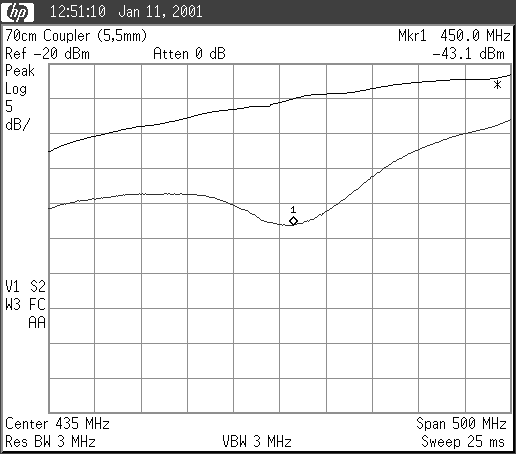 hp 12:51:10 Jan 11, 2001
70cm Coupler (5,5mm) Mkr1 450.0 MHz
Ref -20 dBm Atten 0 dB -43.1 dBm
Peak
Log
5
dB/
*
1
V1 S2
W3 FC
AA
Center 435 MHz Span 500 MHz
Res BW 3 MHz VBW 3 MHz Sweep 25 ms